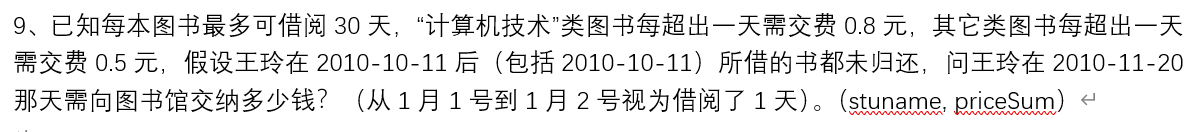 9、已知每本图书最多可借阅 30 天，“计算机技术”类图书每超出一天需交费 0.8 元，其它类图书每超出一天
需交费 0.5 元，假设王玲在 2010-10-11 后（包括 2010-10-11）所借的书都未归还，问王玲在 2010-11-20
那天需向图书馆交纳多少钱？（从 1 月 1 号到 1 月 2 号视为借阅了 1 天）。（stuname, priceSum）